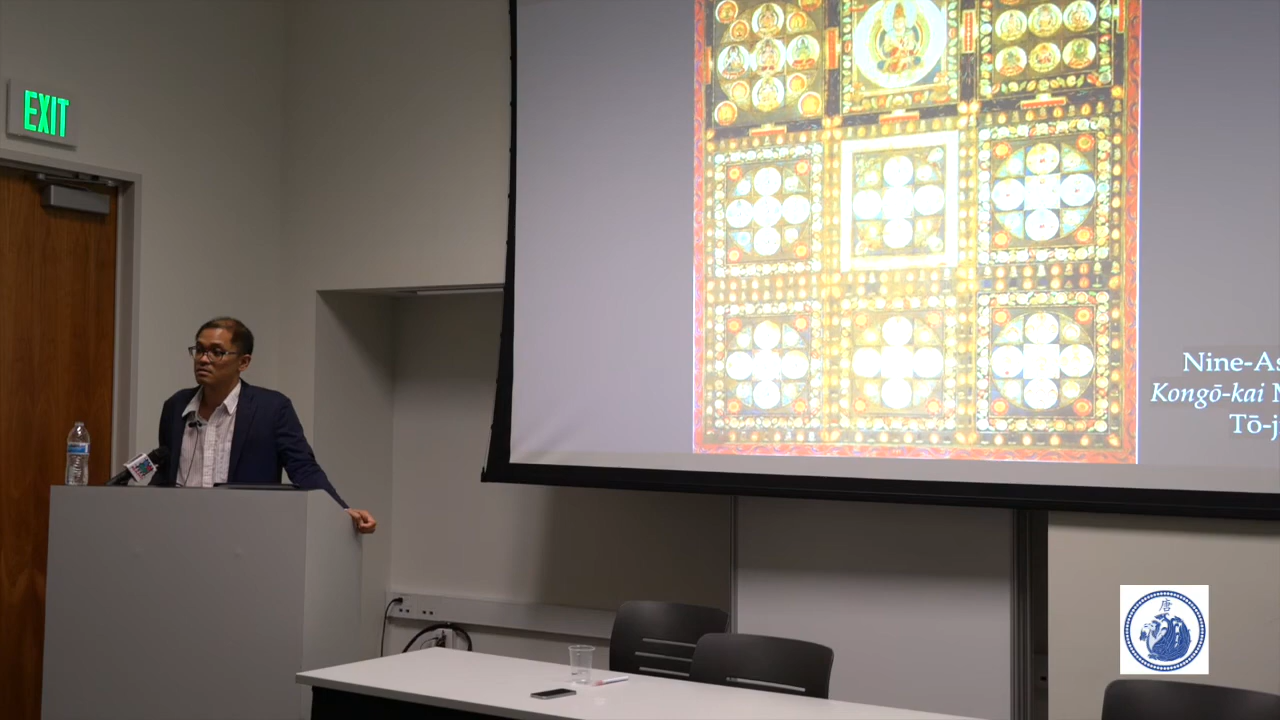 EXIT
Nine-As
Kongō-kai
Tō-j
唐